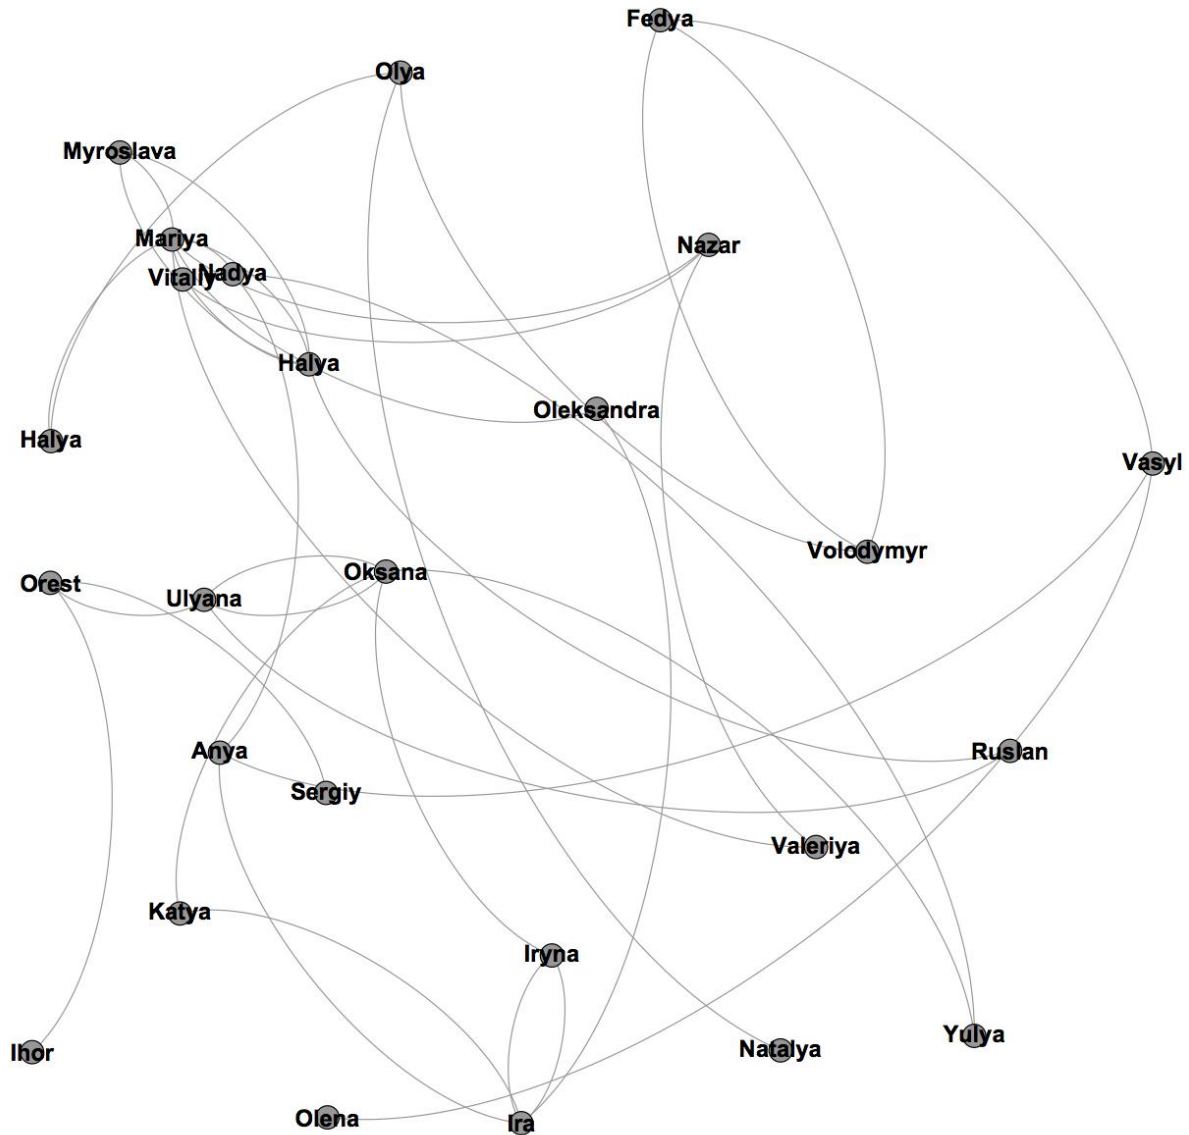 Fedya
Olya
Myroslava
Mariya
Nazar
Vitaliy
Nadya
Halya
Oleksandra
Halya
Vasyl
Volodymyr
Oksana
Orest
Ulyana
Anya
Ruslan
Sergiy
Valeriya
Katya
Iryna
Yulya
Natalya
Ihor
Olena
Ira